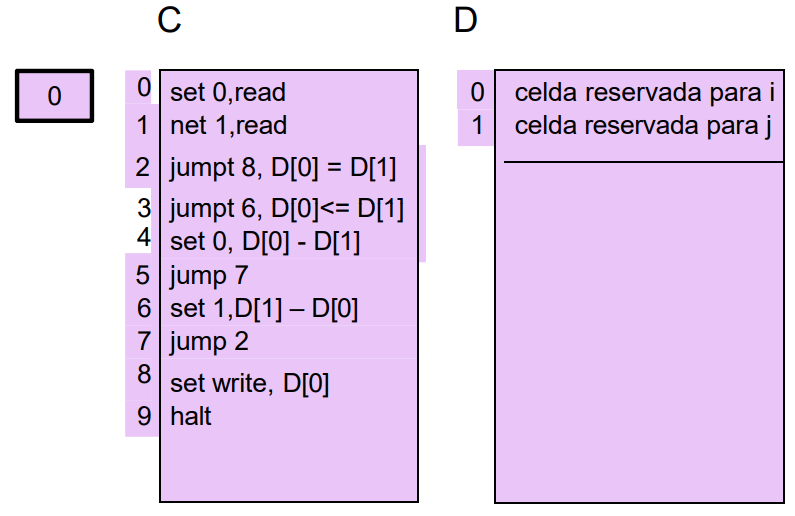 C
D
0
0 set 0,read
1 net 1,read
2 jumpt 8, D[0] = D[1]
3 jumpt 6, D[0]<= D[1]
4 set 0, D[0] - D[1]
5 jump 7
6 set 1,D[1] – D[0]
7 jump 2
8 set write, D[0]
9 halt
0 celda reservada para i
1 celda reservada para j